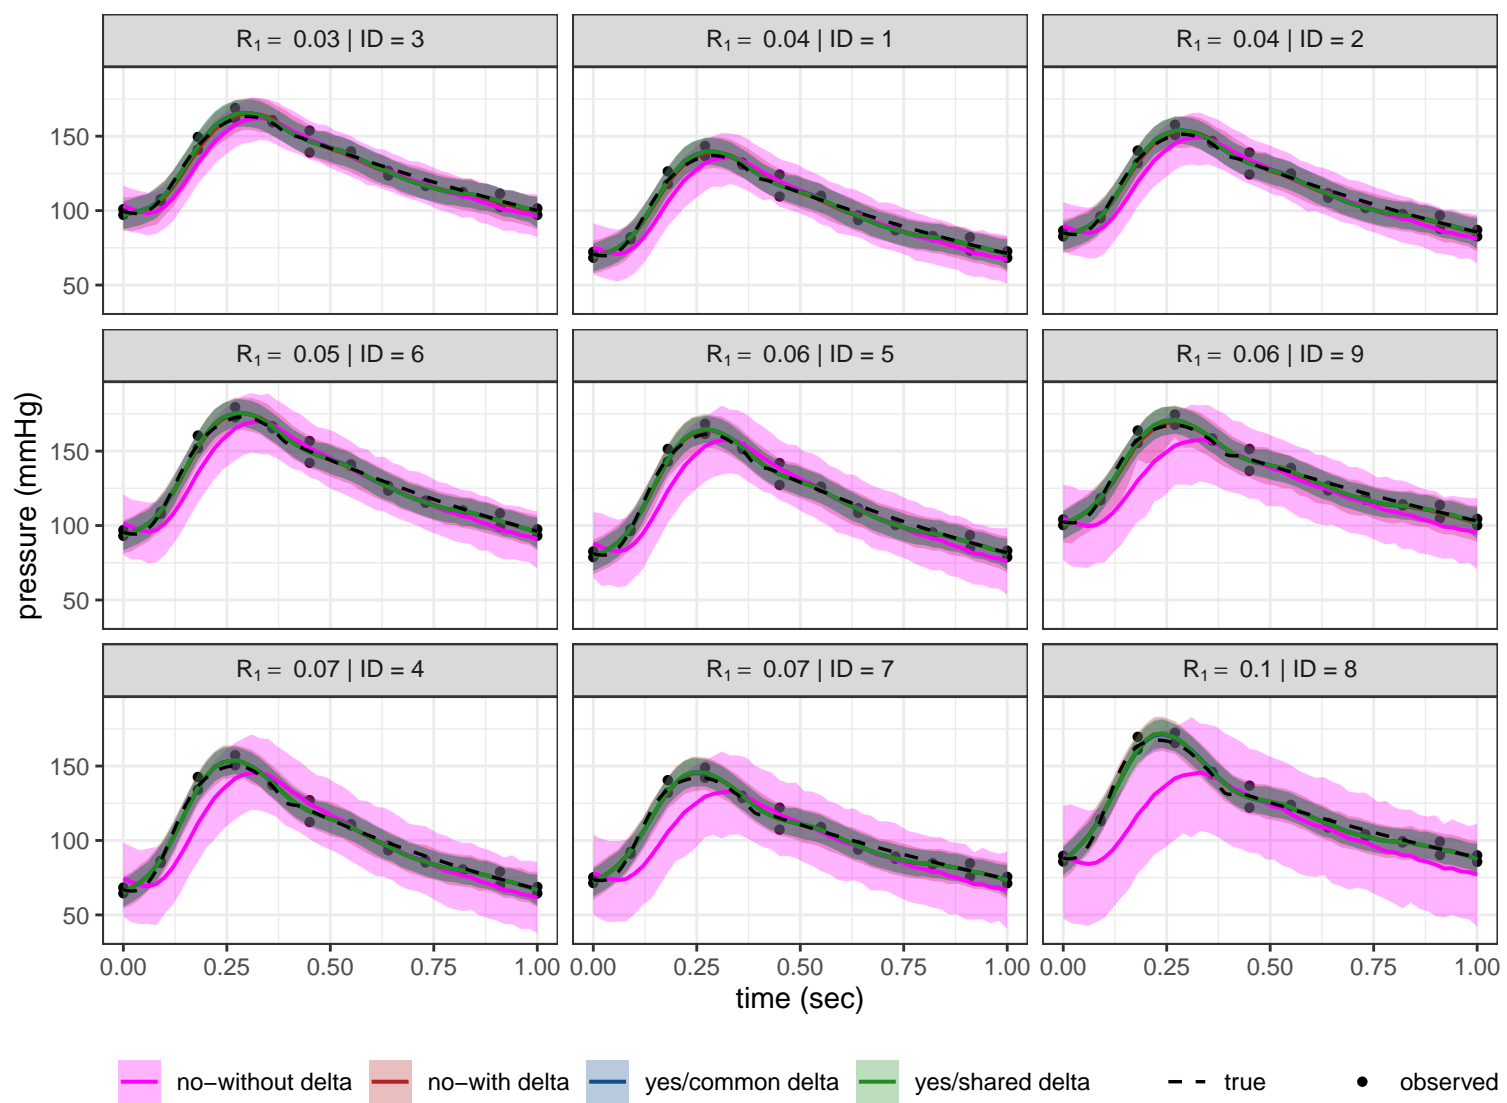 R₁ = 0.03 | ID = 3
R₁ = 0.04 | ID = 1
R₁ = 0.04 | ID = 2
150
100
50
R₁ = 0.05 | ID = 6
R₁ = 0.06 | ID = 5
R₁ = 0.06 | ID = 9
pressure (mmHg)
150
100
50
R₁ = 0.07 | ID = 4
R₁ = 0.07 | ID = 7
R₁ = 0.1 | ID = 8
150
100
50
0.00 0.25 0.50 0.75 1.00
0.00 0.25 0.50 0.75 1.00
0.00 0.25 0.50 0.75 1.00
time (sec)
no−without delta no−with delta yes/common delta yes/shared delta true observed